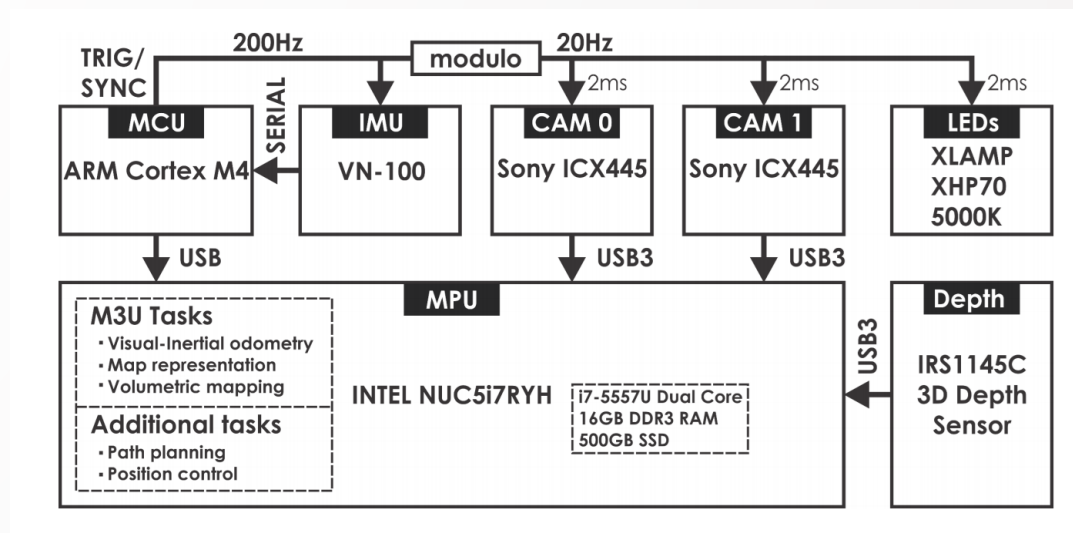 TRIG/
SYNC
200Hz
modulo
20Hz
2ms
2ms
2ms
MCU
ARM Cortex M4
SERIAL
IMU
VN-100
CAM 0
Sony ICX445
CAM 1
Sony ICX445
LEDs
XLAMP
XHP70
5000K
USB
USB3
USB3
MPU
M3U Tasks
· Visual-Inertial odometry
· Map representation
· Volumetric mapping
Additional tasks
· Path planning
· Position control
INTEL NUC5i7RYH
i7-5557U Dual Core
16GB DDR3 RAM
500GB SSD
USB3
Depth
IRS1145C
3D Depth
Sensor